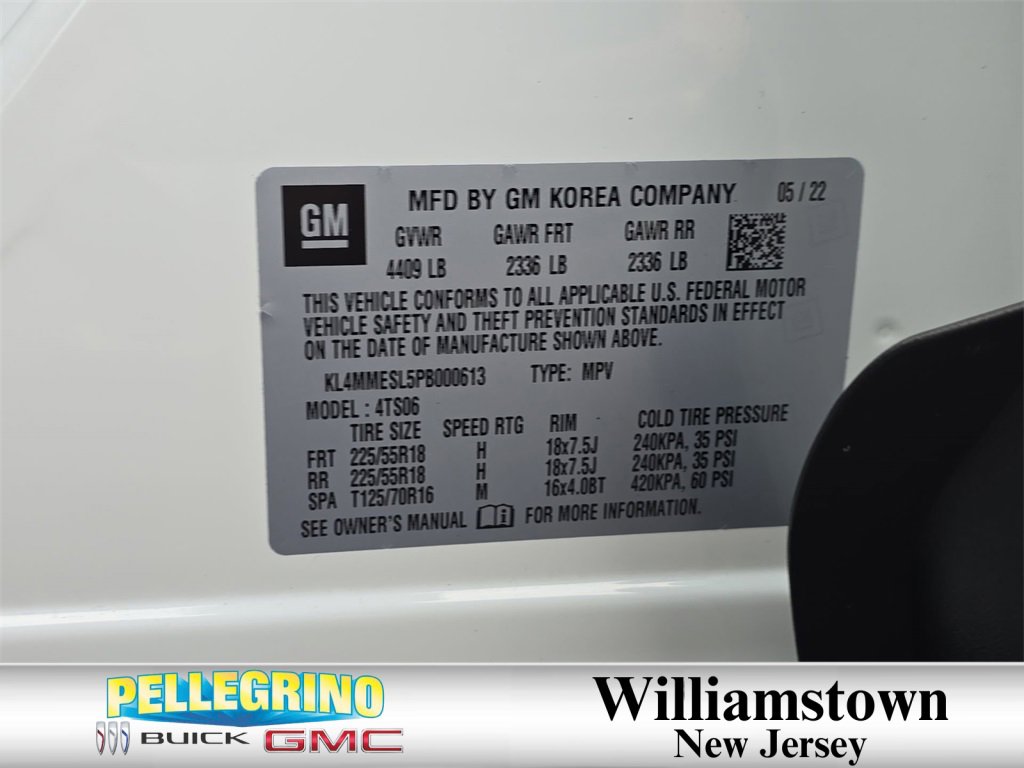 GM
MFD BY GM KOREA COMPANY 05 / 22
GVWR GAWR FRT GAWR RR
4409 LB 2336 LB 2336 LB
THIS VEHICLE CONFORMS TO ALL APPLICABLE U.S. FEDERAL MOTOR
VEHICLE SAFETY AND THEFT PREVENTION STANDARDS IN EFFECT
ON THE DATE OF MANUFACTURE SHOWN ABOVE.
KL4MMESL5PB000613 TYPE: MPV
MODEL : 4TS06
TIRE SIZE SPEED RTG RIM COLD TIRE PRESSURE
FRT 225/55R18 H 18x7.5J 240KPA, 35 PSI
RR 225/55R18 H 18x7.5J 240KPA, 35 PSI
SPA T125/70R16 M 16x4.0BT 420KPA, 60 PSI
SEE OWNER'S MANUAL FOR MORE INFORMATION.
PELLEGRINO
BUICK GMC
Williamstown
New Jersey